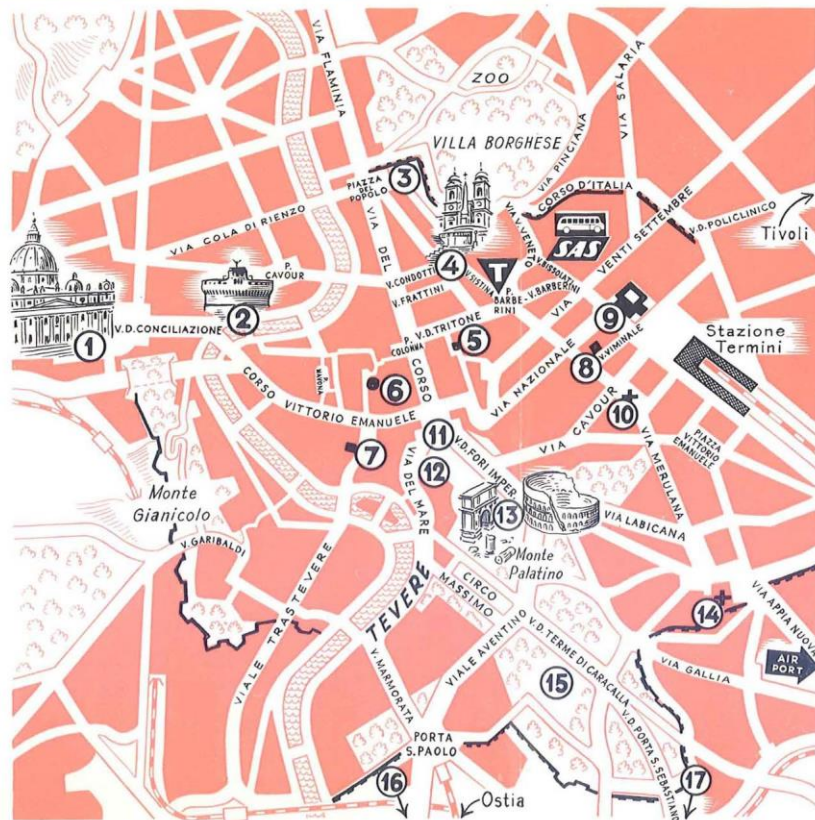 VIA FLAMINIA
ZOO
VIA SALARIA
VILLA BORGHESE
VIA PINCIANA
3
PIAZZA
DEL
POPOLO
CORSO D'ITALIA
VIA COLA DI RIENZO
V.D. POLICLINICO
Tivoli
VIA DEL CORSO
V. VENETO
SAS
VENTI SETTEMBRE
VIA
V. BISSOLATI
P.
CAVOUR
4
V. CONDOTTI
V. SISTINA
T
P.
BARBE-
RINI
V. BARBERINI
V. FRATTINI
1
V.D. CONCILIAZIONE
2
9
P.
COLONNA
V.D. TRITONE
5
Stazione
Termini
8
V. VIMINALE
VIA NAZIONALE
P. NAVONA
6
CORSO VITTORIO EMANUELE
10
VIA CAVOUR
PIAZZA
VITTORIO
EMANUELE
11
V.D. FORI IMPER.
7
12
VIA DEL MARE
VIA MERULANA
Monte
Gianicolo
13
VIA LABICANA
V. GARIBALDI
Monte
Palatino
CIRCO
MASSIMO
TEVERE
VIALE TRASTEVERE
14
VIA APPIA NUOVA
VIALE AVENTINO
V.D. TERME DI CARACALLA
V. MARMORATA
VIA GALLIA
AIR
PORT
15
V.D. PORTA S. SEBASTIANO
PORTA
S. PAOLO
16
Ostia
17